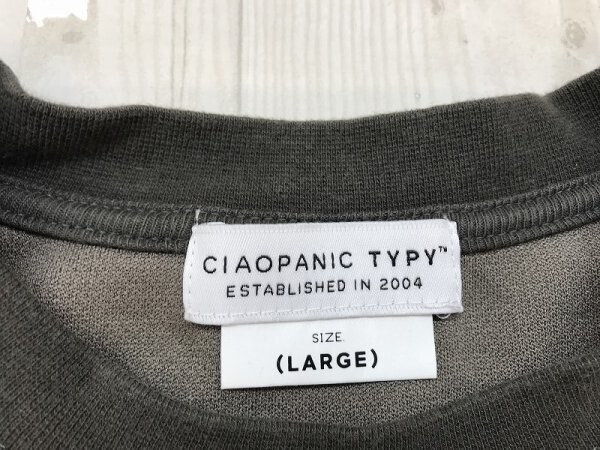 CIAOPANIC TYPY™
ESTABLISHED IN 2004
SIZE
(LARGE)